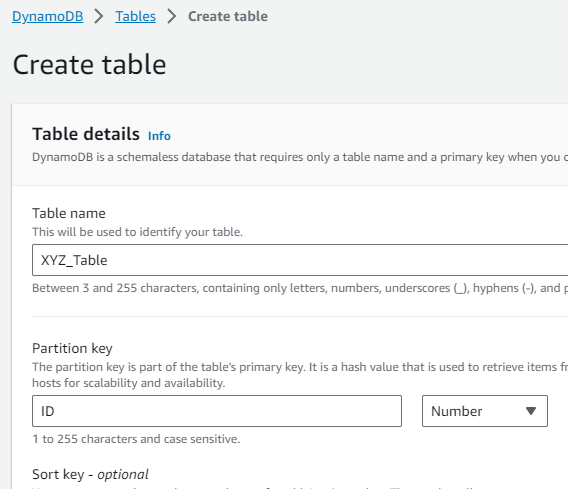 DynamoDB > Tables > Create table
Create table
Table details Info
DynamoDB is a schemaless database that requires only a table name and a primary key when you
Table name
This will be used to identify your table.
XYZ_Table
Between 3 and 255 characters, containing only letters, numbers, underscores (_), hyphens (-), and
Partition key
The partition key is part of the table's primary key. It is a hash value that is used to retrieve items
hosts for scalability and availability.
ID Number
1 to 255 characters and case sensitive.
Sort key - optional